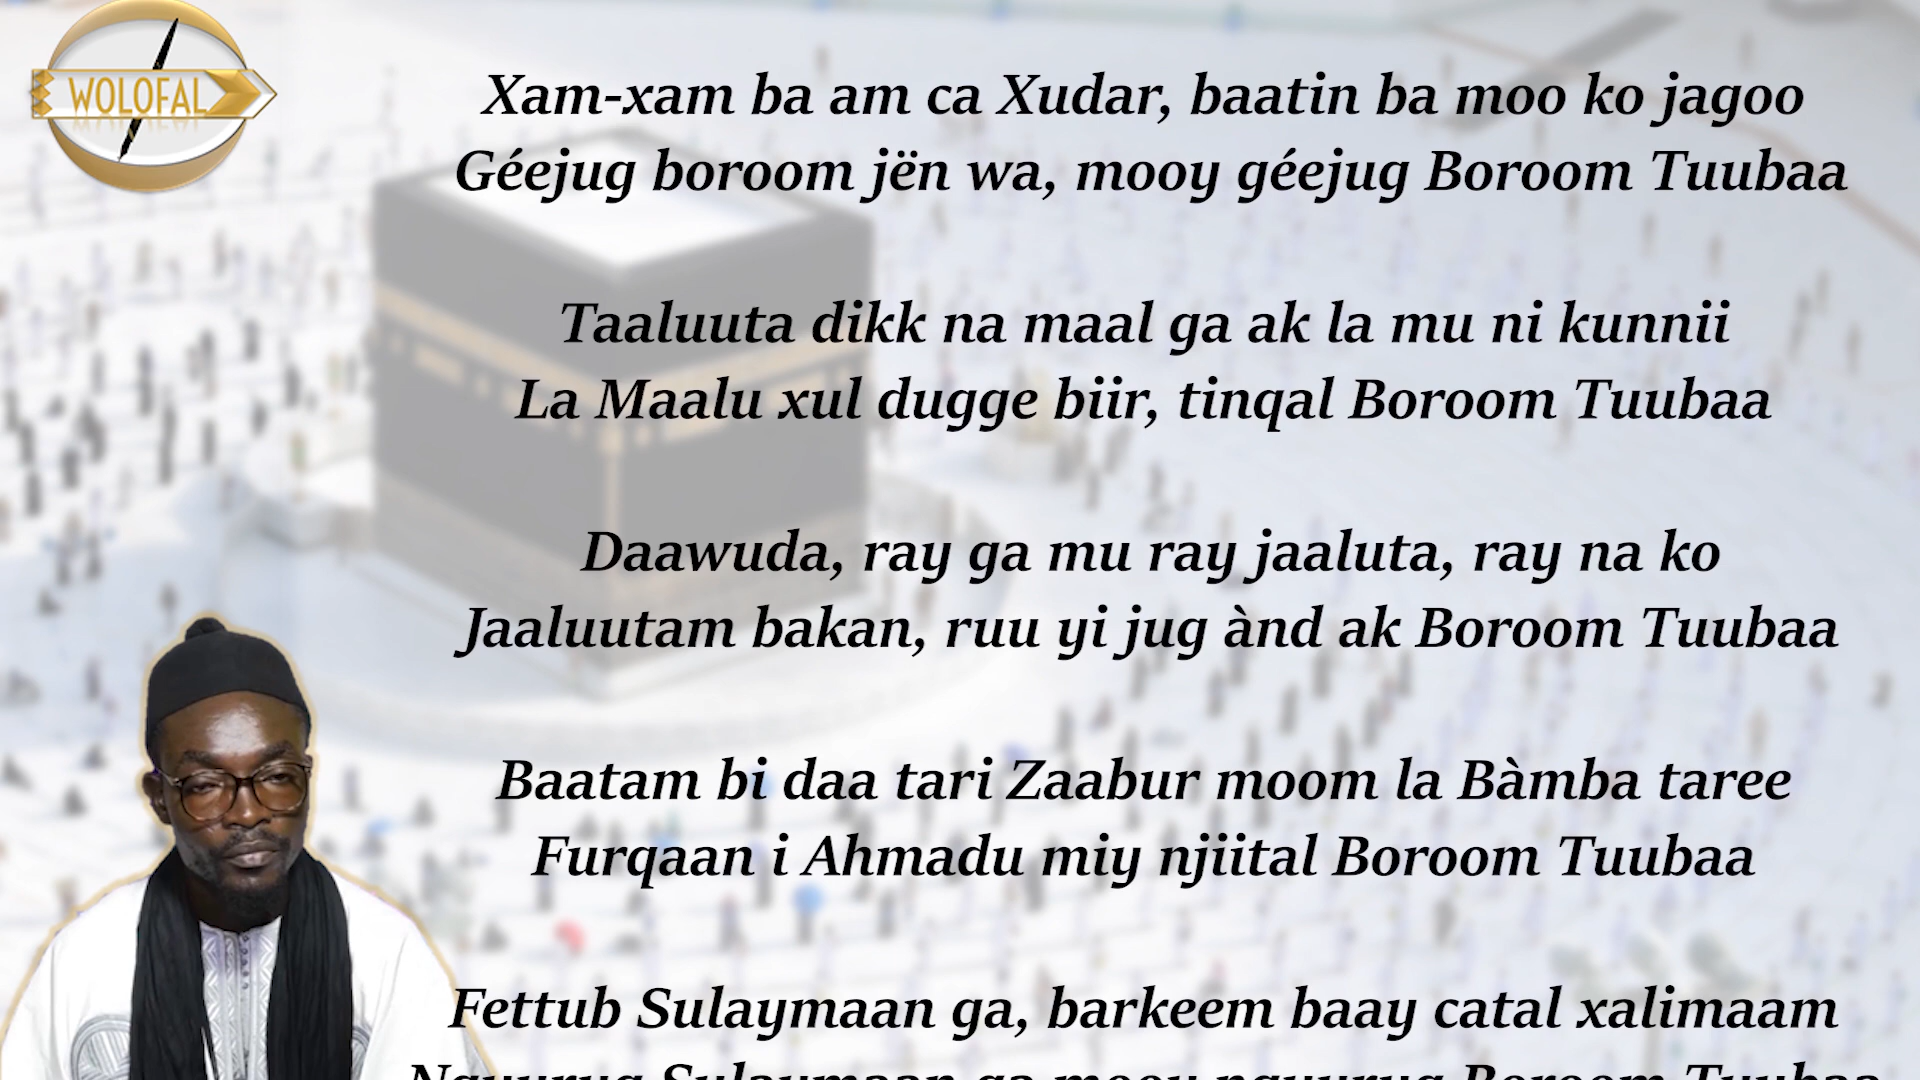 WOLOFAL
Xam-xam ba am ca Xudar, baatin ba moo ko jagoo
Géejug boroom jën wa, mooy géejug Boroom Tuubaa
Taaluuta dikk na maal ga ak la mu ni kunnii
La Maalu xul dugge biir, tinqal Boroom Tuubaa
Daawuda, ray ga mu ray jaaluta, ray na ko
Jaaluutam bakan, ruu yi jug ànd ak Boroom Tuubaa
Baatam bi daa tari Zaabur moom la Bàmba taree
Furqaan i Ahmadu miy njiital Boroom Tuubaa
Fettub Sulaymaan ga, barkeem baay catal xalimaam
Nguurug Sulaymaan ga mooy nguurug Boroom Tuubaa